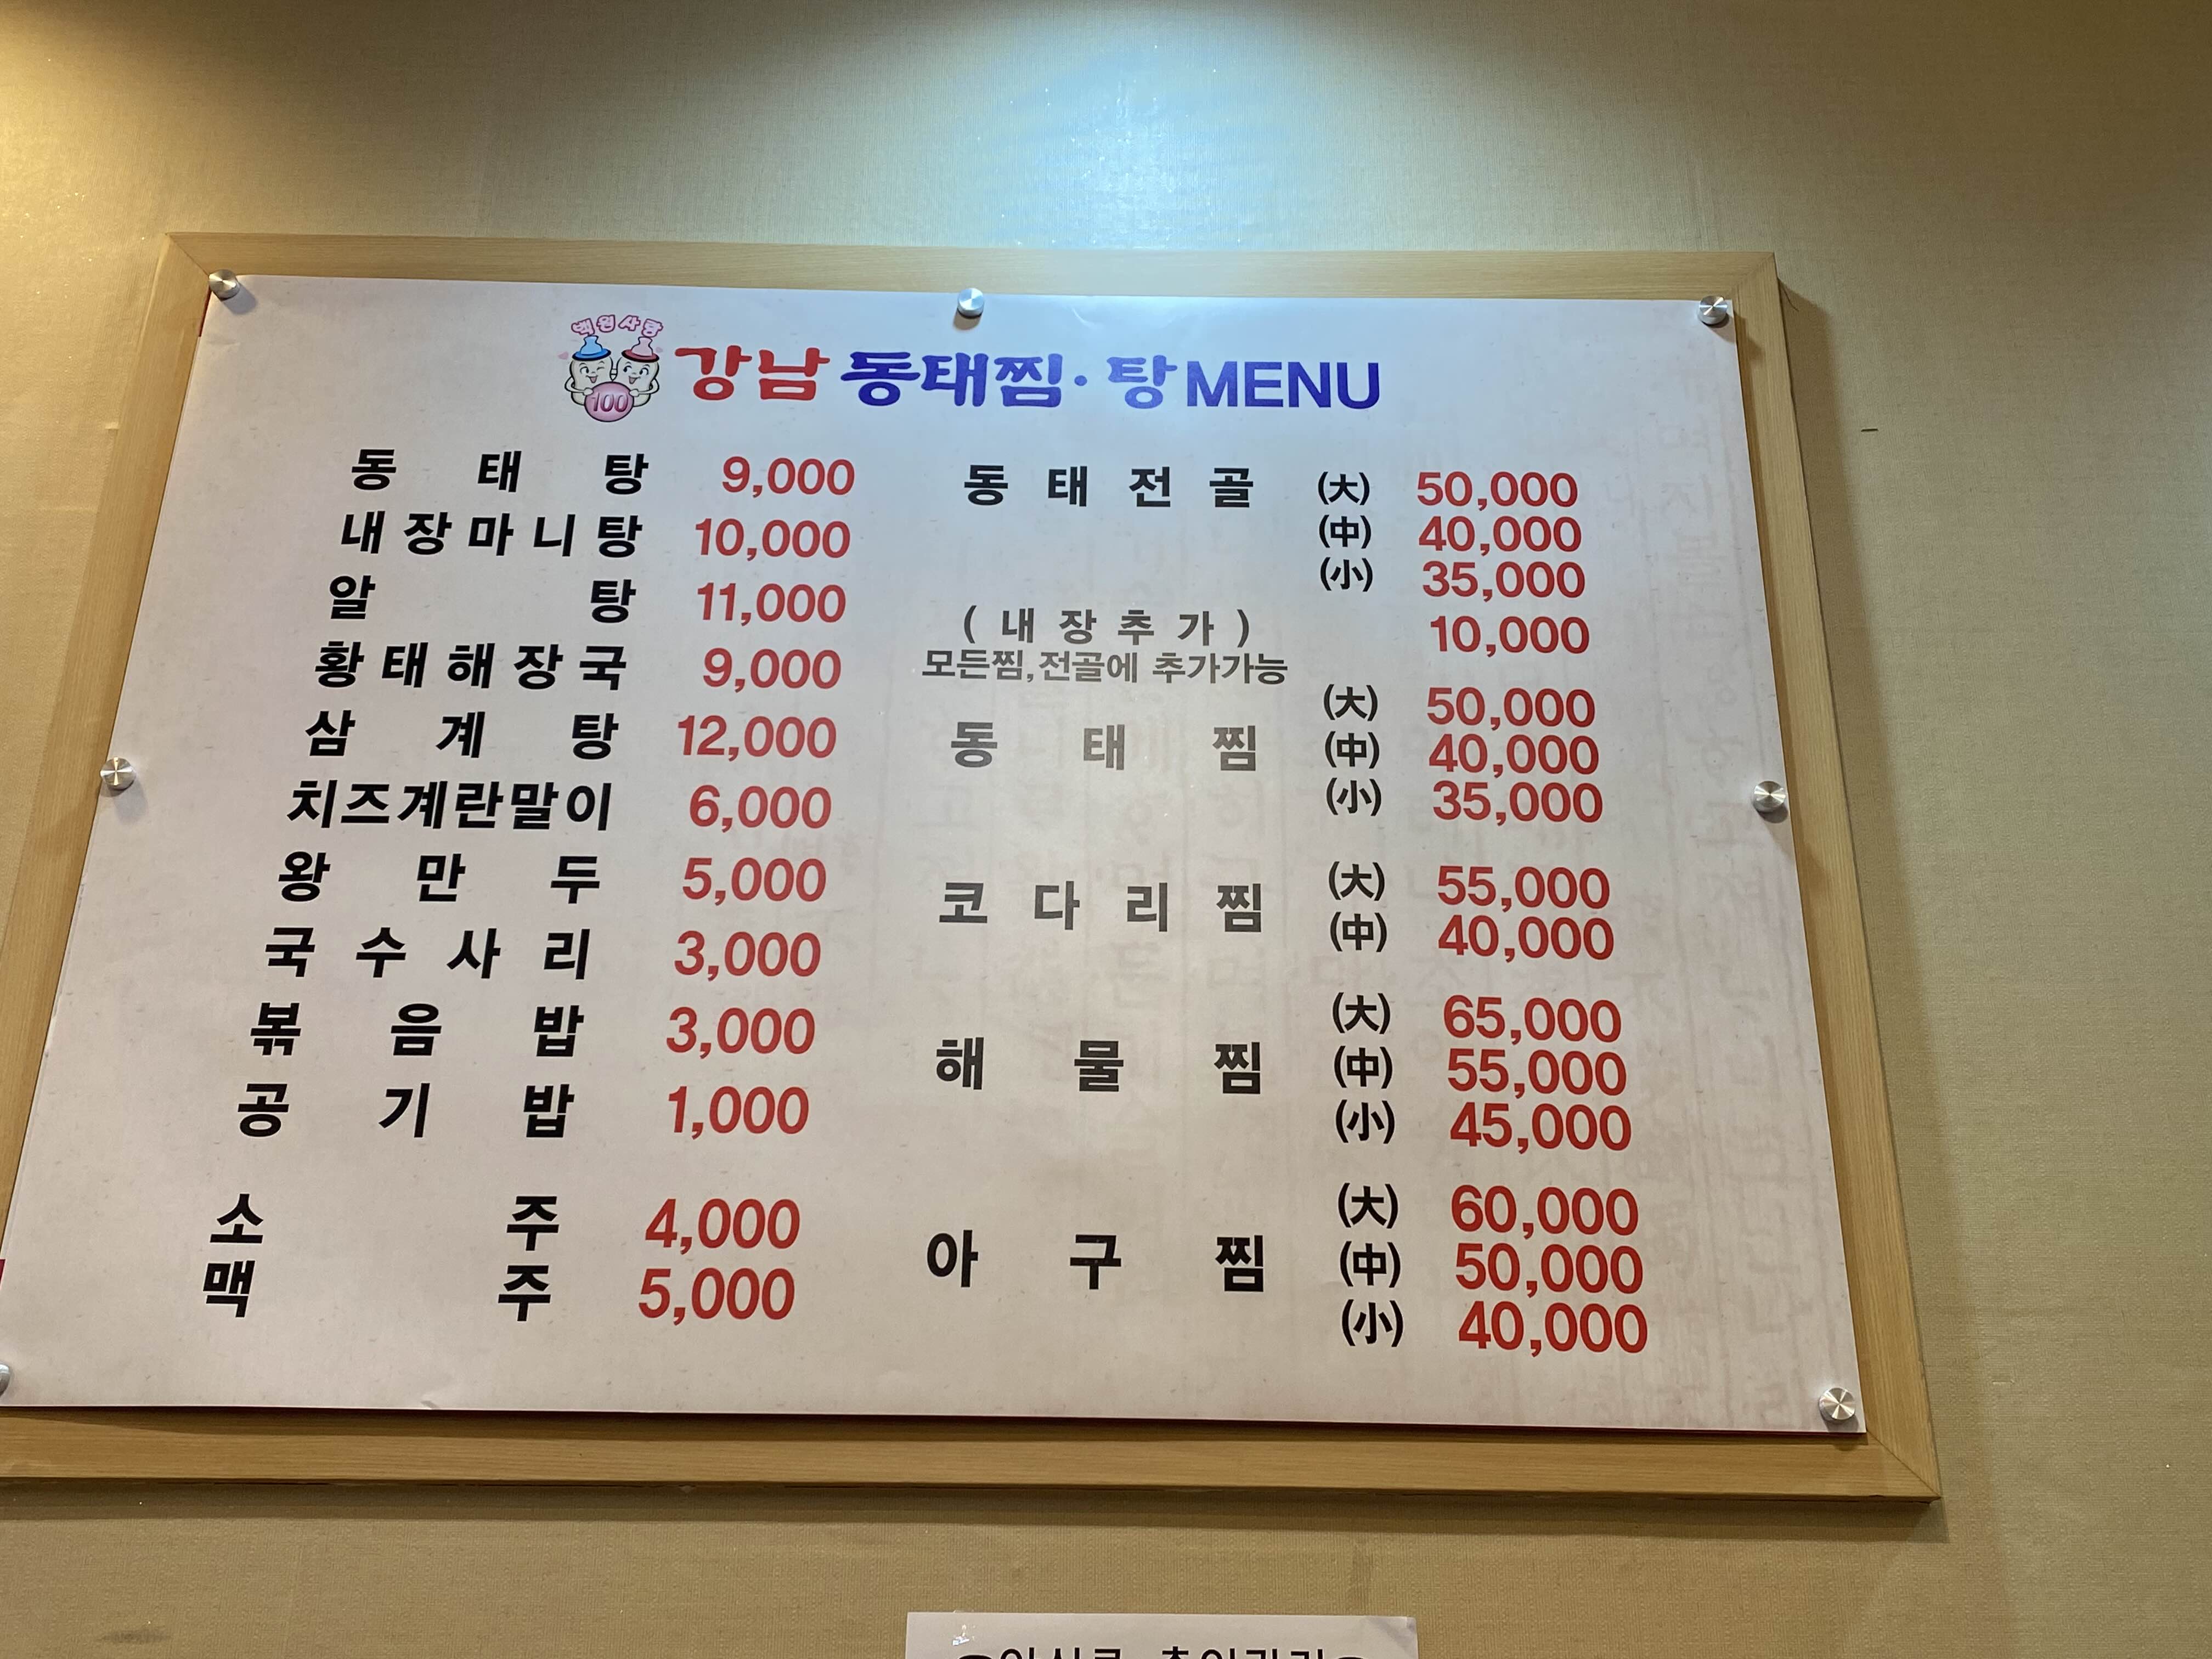 백원사랑
100
강남 동태찜·탕 MENU
동태탕 9,000
내장마니탕 10,000
알탕 11,000
황태해장국 9,000
삼계탕 12,000
치즈계란말이 6,000
왕만두 5,000
국수사리 3,000
볶음밥 3,000
공기밥 1,000
소주 4,000
맥주 5,000
동태전골 (大) 50,000
(中) 40,000
(小) 35,000
(내장추가) 10,000
모든찜,전골에 추가가능
동태찜 (大) 50,000
(中) 40,000
(小) 35,000
코다리찜 (大) 55,000
(中) 40,000
해물찜 (大) 65,000
(中) 55,000
(小) 45,000
아구찜 (大) 60,000
(中) 50,000
(小) 40,000